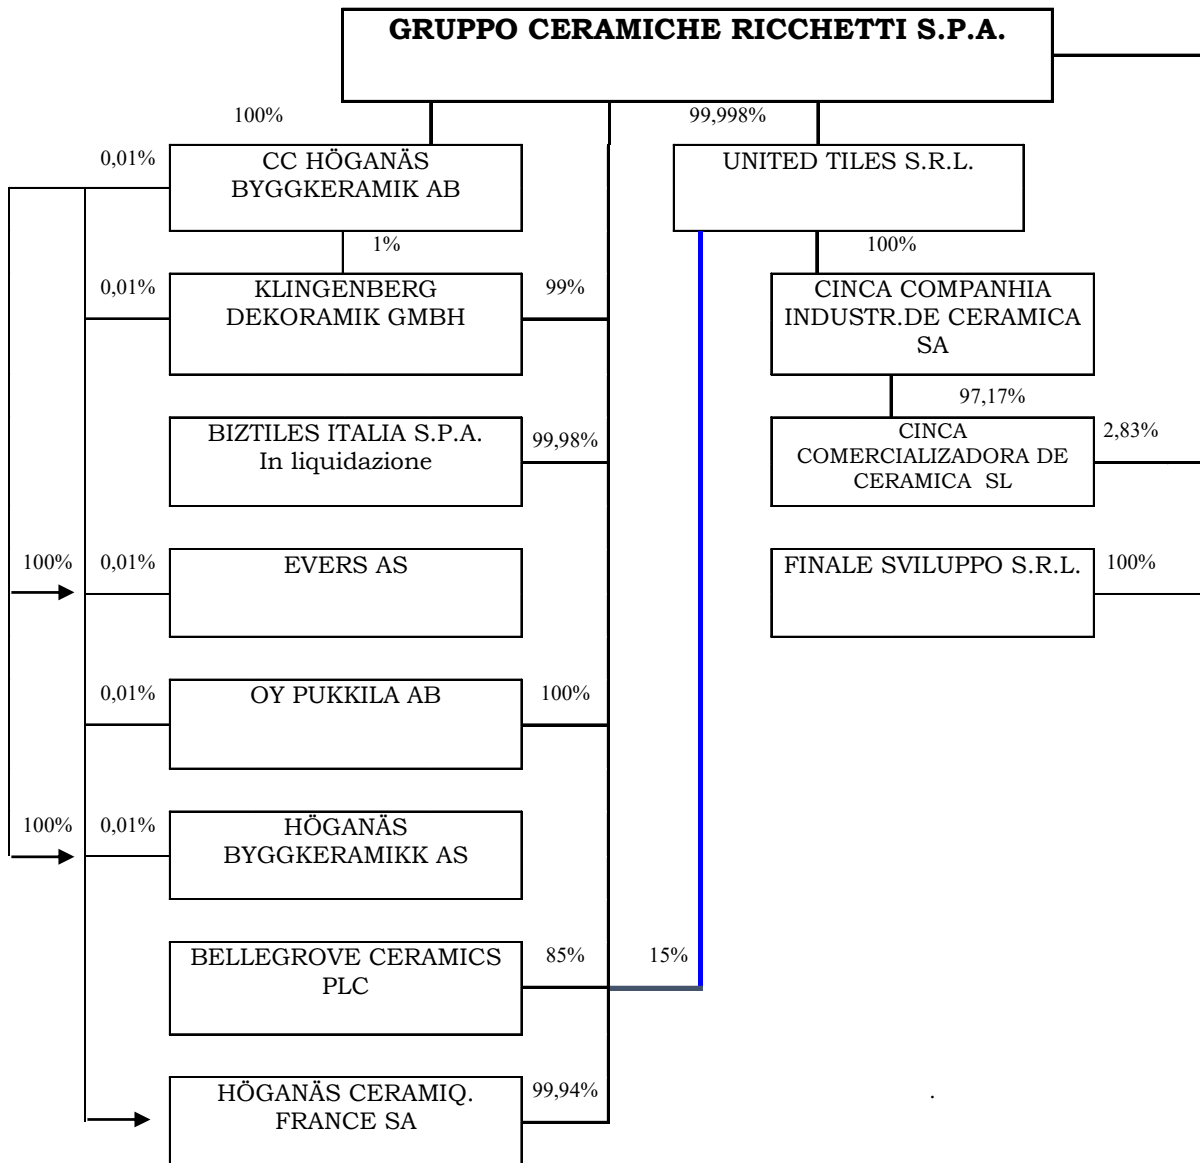 GRUPPO CERAMICHE RICCHETTI S.P.A.
100%
99,998%
0,01%
CC HÖGANÄS
BYGGKERAMIK AB
UNITED TILES S.R.L.
1%
100%
0,01%
KLINGENBERG
DEKORAMIK GMBH
99%
CINCA COMPANHIA
INDUSTR.DE CERAMICA
SA
97,17%
BIZTILES ITALIA S.P.A.
In liquidazione
99,98%
CINCA
COMERCIALIZADORA DE
CERAMICA SL
2,83%
100%
0,01%
EVERS AS
FINALE SVILUPPO S.R.L.
100%
0,01%
OY PUKKILA AB
100%
100%
0,01%
HÖGANÄS
BYGGKERAMIKK AS
BELLEGROVE CERAMICS
PLC
85%
15%
HÖGANÄS CERAMIQ.
FRANCE SA
99,94%
.